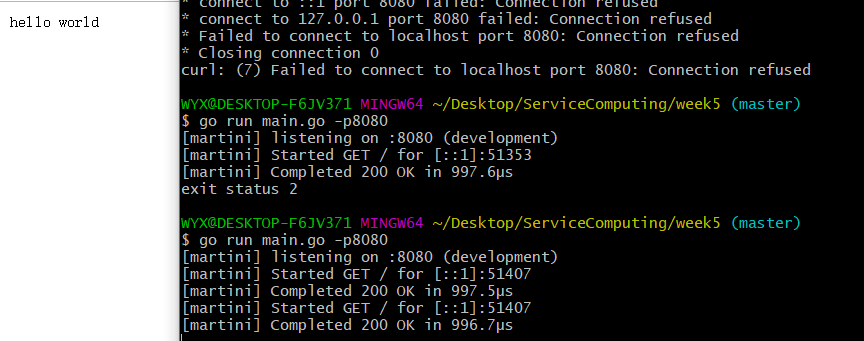 hello world
* connect to ::1 port 8080 failed: Connection refused
* connect to 127.0.0.1 port 8080 failed: Connection refused
* Failed to connect to localhost port 8080: Connection refused
* Closing connection 0
curl: (7) Failed to connect to localhost port 8080: Connection refused
WYX@DESKTOP-F6JV371 MINGW64 ~/Desktop/ServiceComputing/week5 (master)
$ go run main.go -p8080
[martini] listening on :8080 (development)
[martini] Started GET / for [::1]:51353
[martini] Completed 200 OK in 997.6µs
exit status 2
WYX@DESKTOP-F6JV371 MINGW64 ~/Desktop/ServiceComputing/week5 (master)
$ go run main.go -p8080
[martini] listening on :8080 (development)
[martini] Started GET / for [::1]:51407
[martini] Completed 200 OK in 997.5µs
[martini] Started GET / for [::1]:51407
[martini] Completed 200 OK in 996.7µs